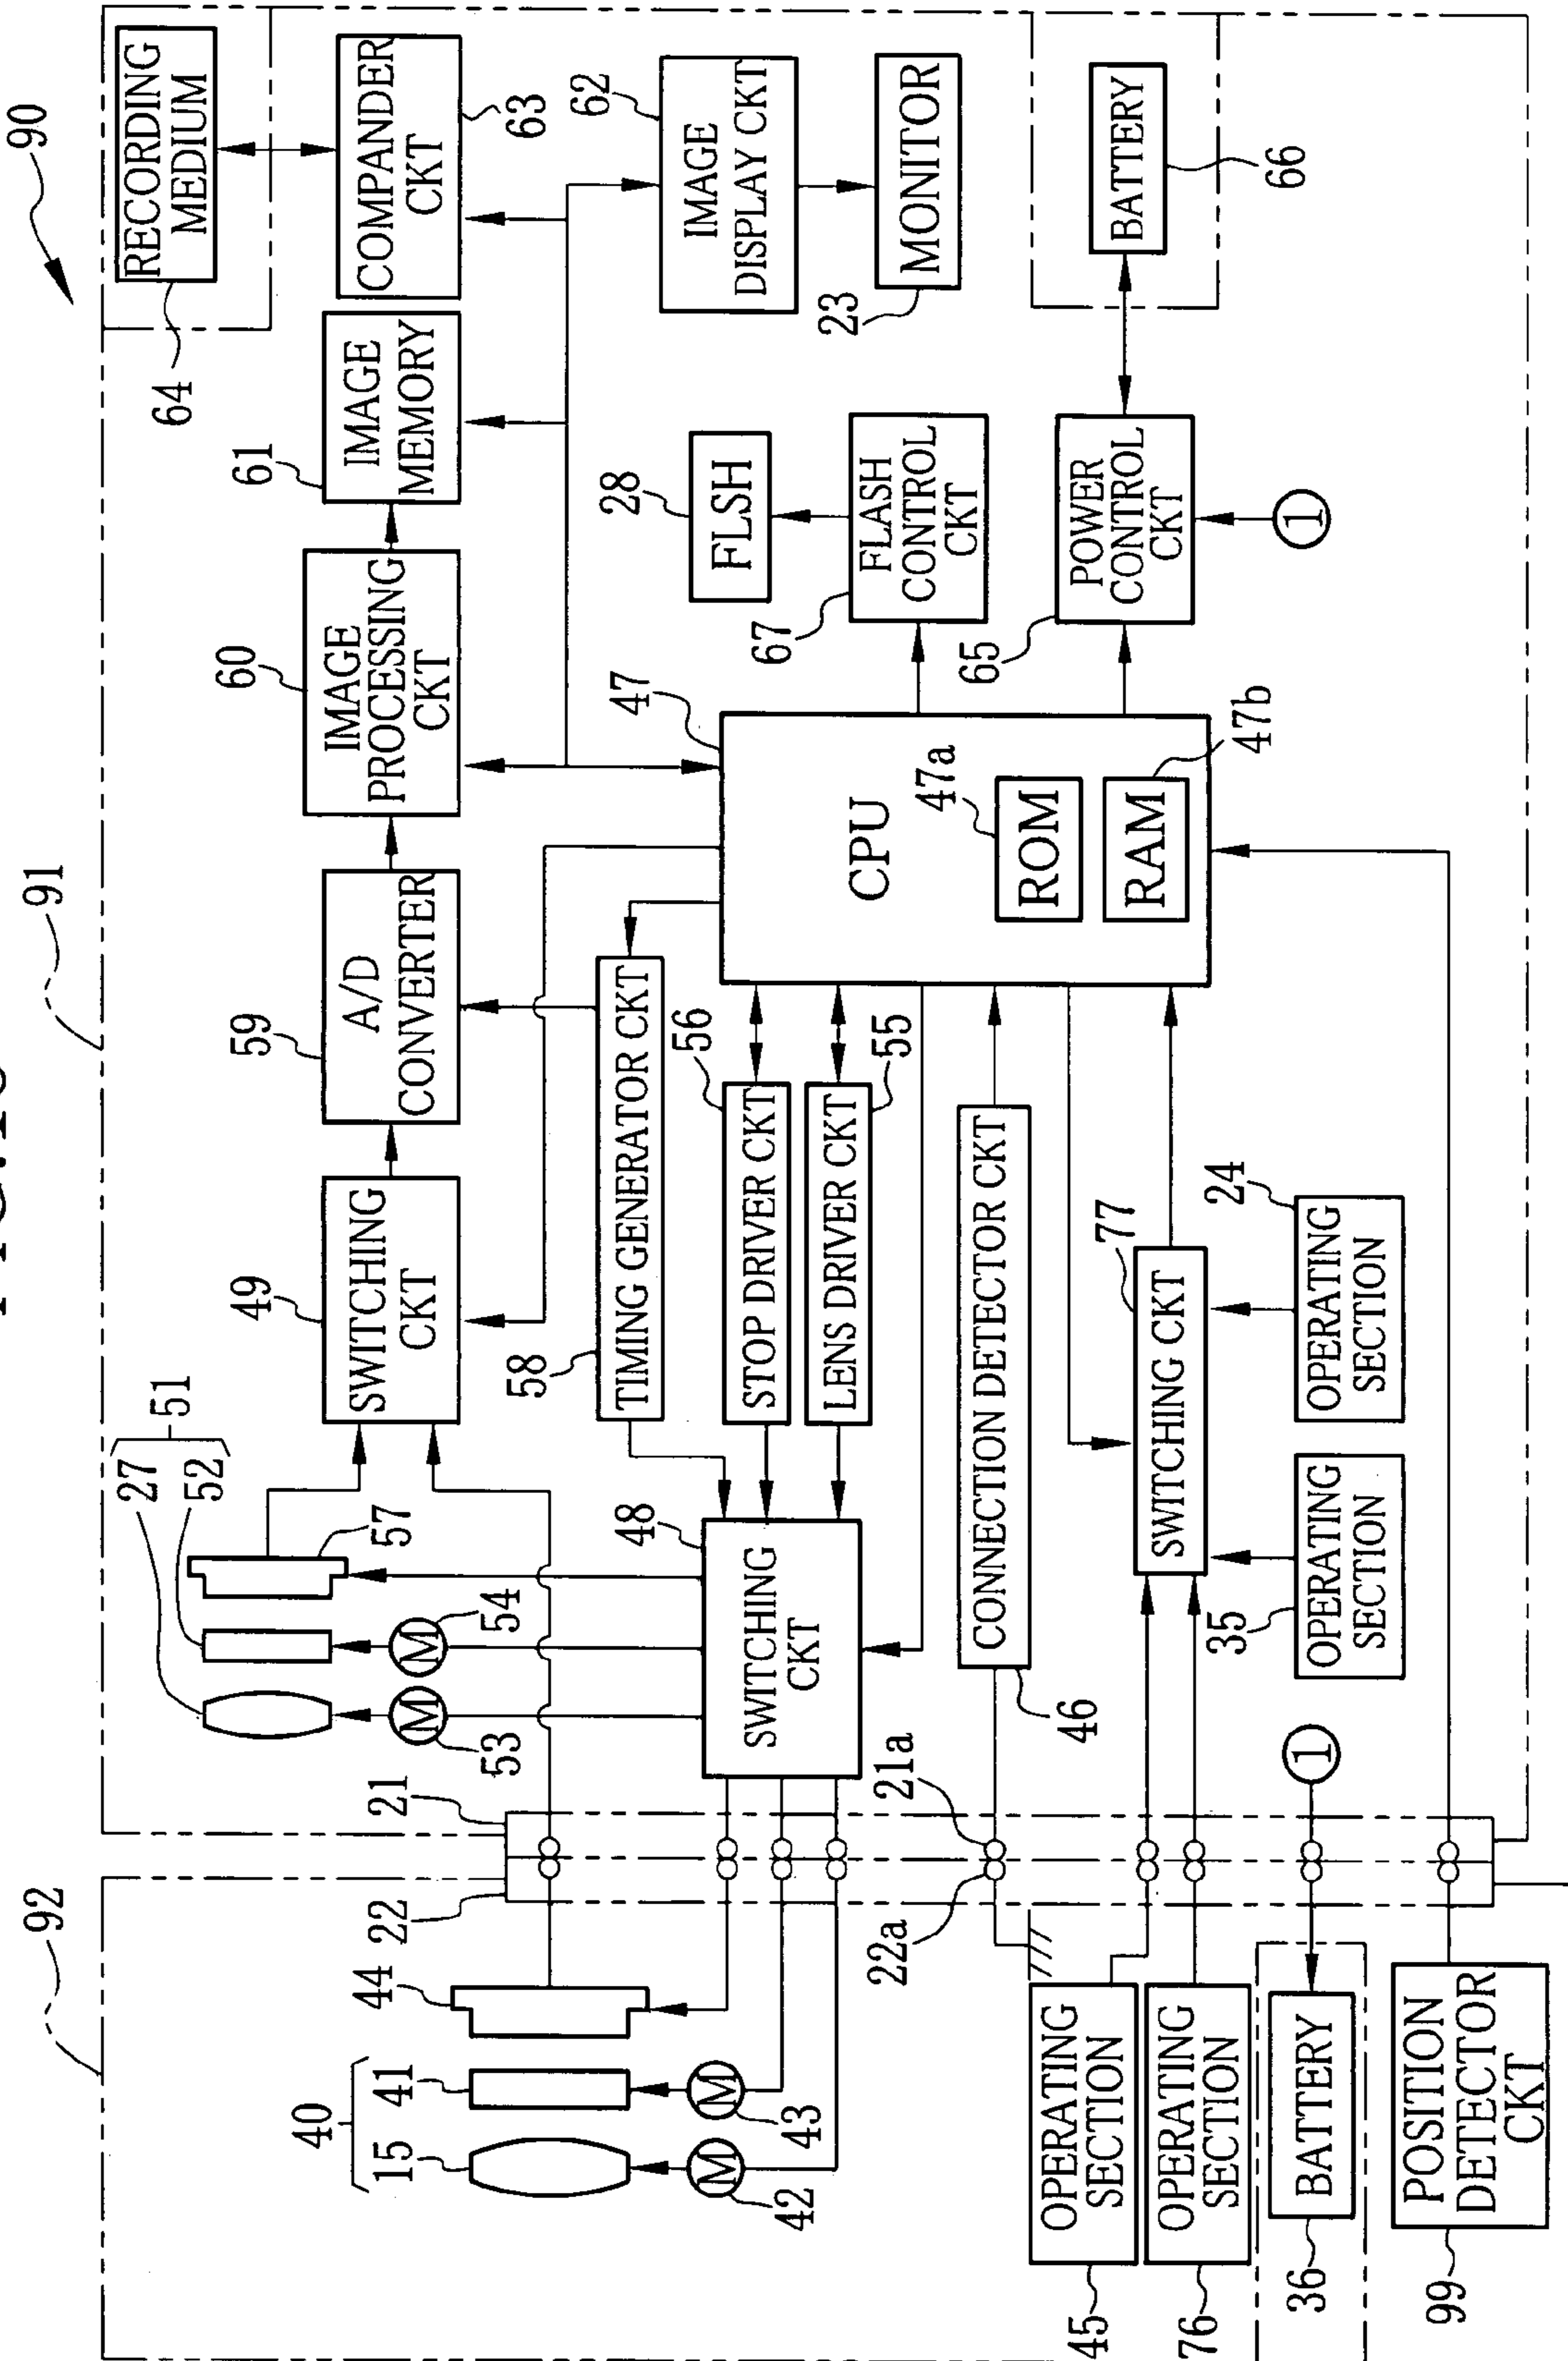 90
91
92
RECORDING
MEDIUM
64
COMPANDER
CKT
63
IMAGE
MEMORY
61
IMAGE
PROCESSING
CKT
60
A/D
CONVERTER
59
SWITCHING
CKT
49
51
27
52
57
54
M
53
M
21
22
44
40
15
41
43
M
42
M
62
IMAGE
DISPLAY CKT
MONITOR
23
TIMING GENERATOR CKT
58
56
STOP DRIVER CKT
55
LENS DRIVER CKT
48
SWITCHING
CKT
47
CPU
47a
ROM
47b
RAM
28
FLSH
67
FLASH
CONTROL
CKT
65
POWER
CONTROL
CKT
1
BATTERY
66
CONNECTION DETECTOR CKT
46
21a
22a
77
SWITCHING CKT
24
OPERATING
SECTION
35
OPERATING
SECTION
1
45
OPERATING
SECTION
76
OPERATING
SECTION
36
BATTERY
99
POSITION
DETECTOR
CKT